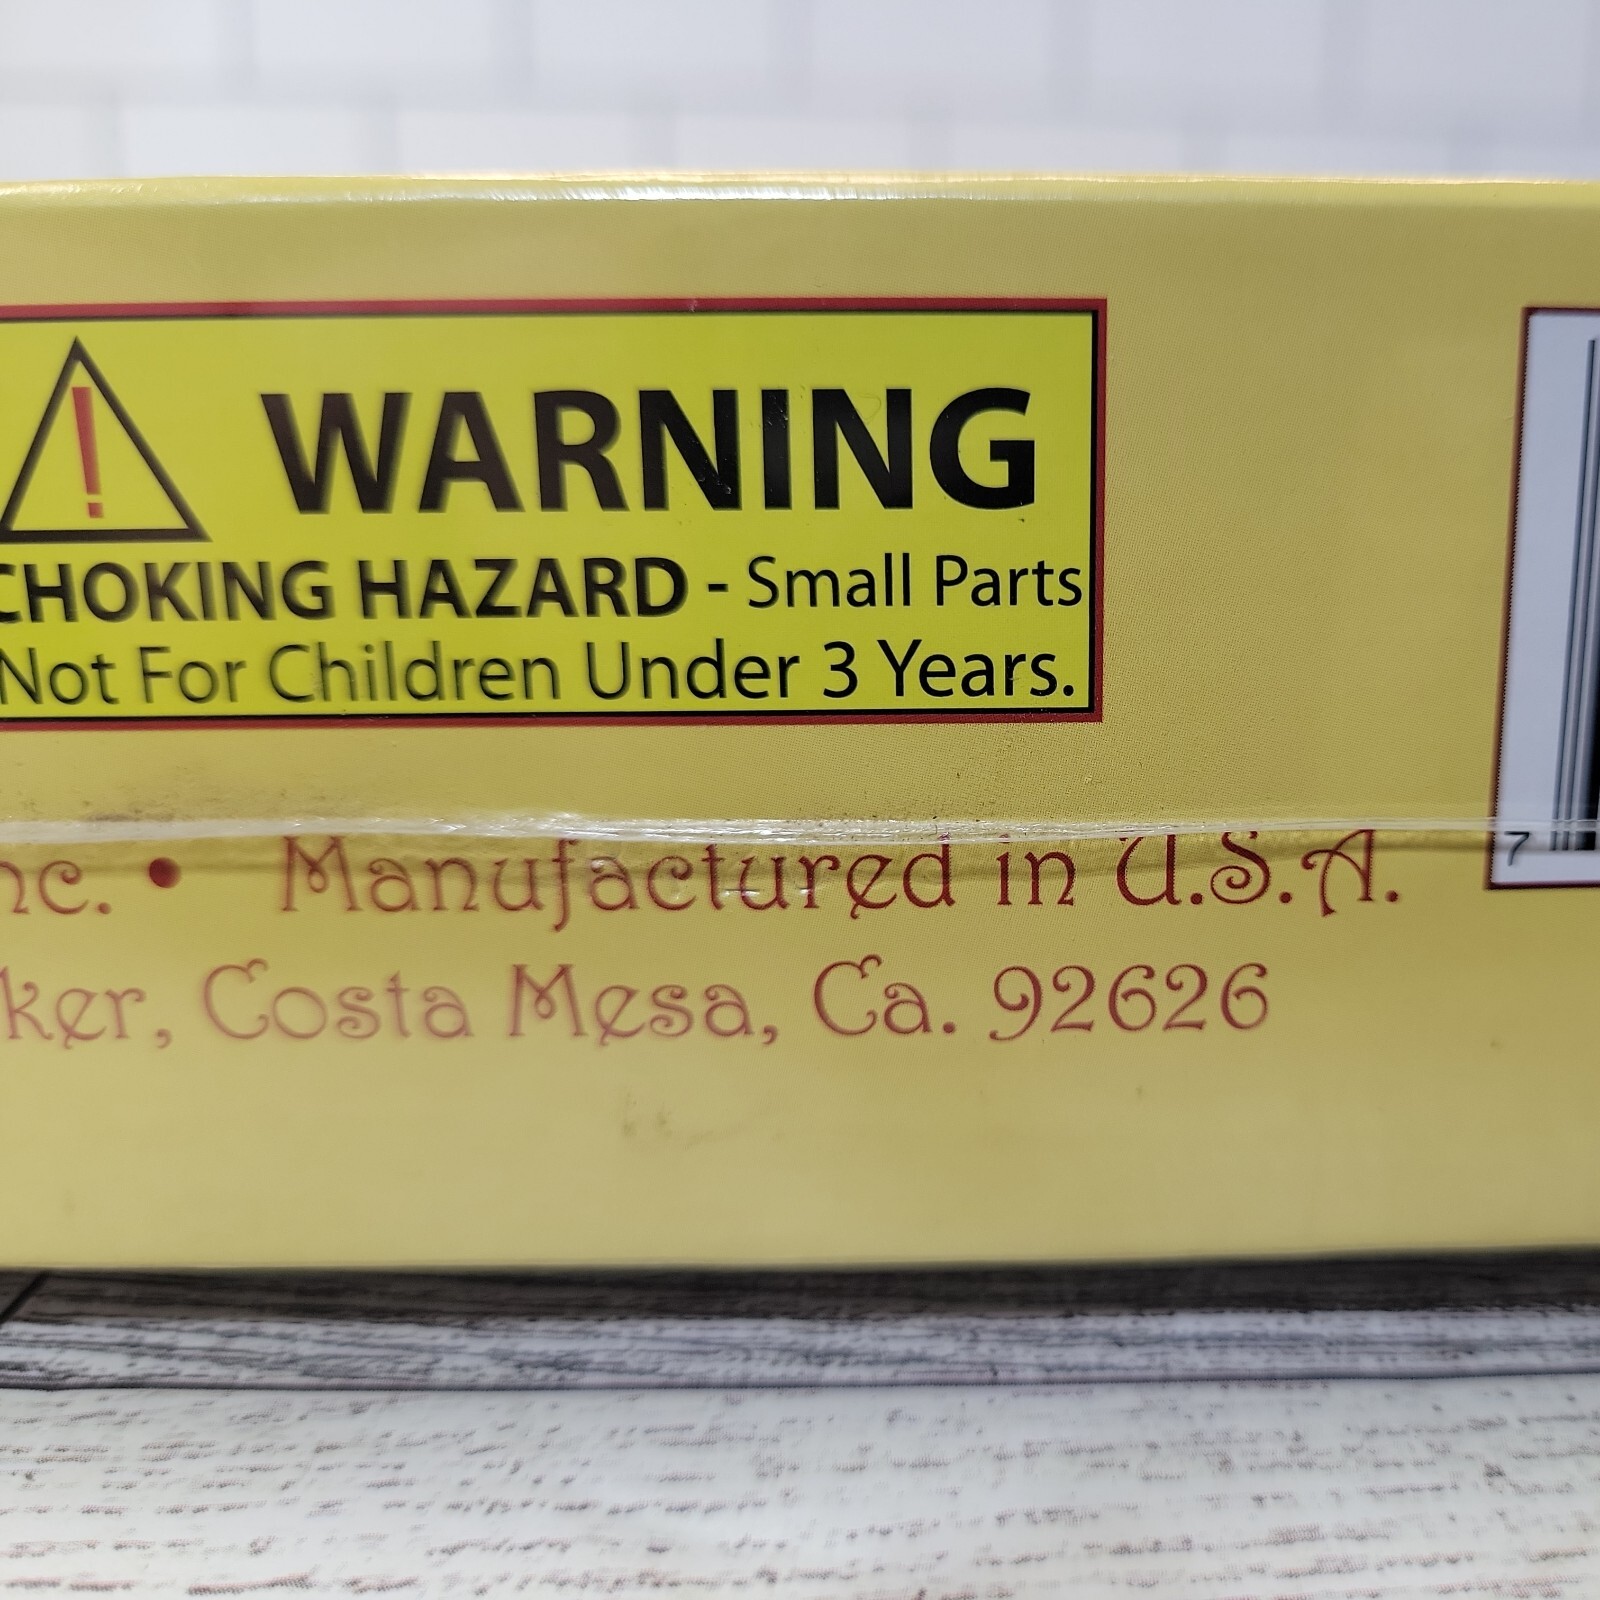 ! WARNING
CHOKING HAZARD - Small Parts
Not For Children Under 3 Years.
nc. • Manufactured in U.S.A.
ker, Costa Mesa, Ca. 92626
7